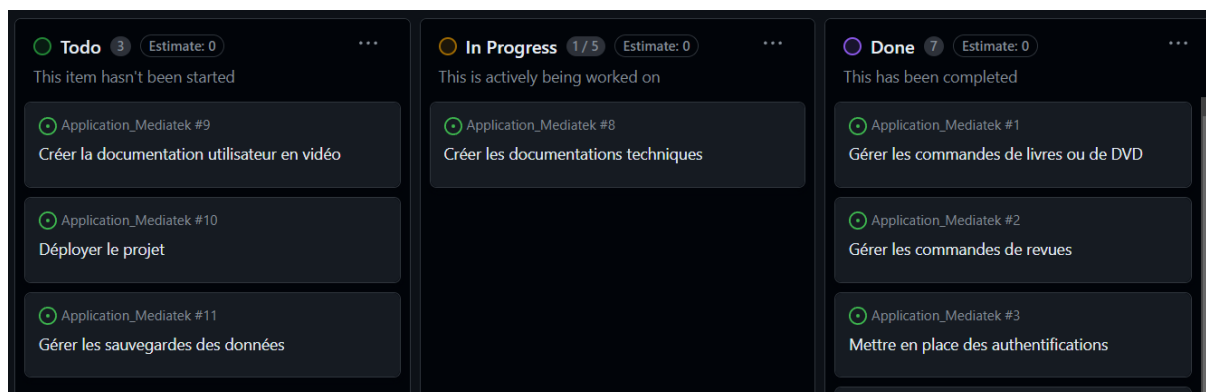 Todo 3 Estimate: 0 ...
This item hasn't been started
Application_Mediatek #9
Créer la documentation utilisateur en vidéo
Application_Mediatek #10
Déployer le projet
Application_Mediatek #11
Gérer les sauvegardes des données
In Progress 1 / 5 Estimate: 0 ...
This is actively being worked on
Application_Mediatek #8
Créer les documentations techniques
Done 7 Estimate: 0 ...
This has been completed
Application_Mediatek #1
Gérer les commandes de livres ou de DVD
Application_Mediatek #2
Gérer les commandes de revues
Application_Mediatek #3
Mettre en place des authentifications